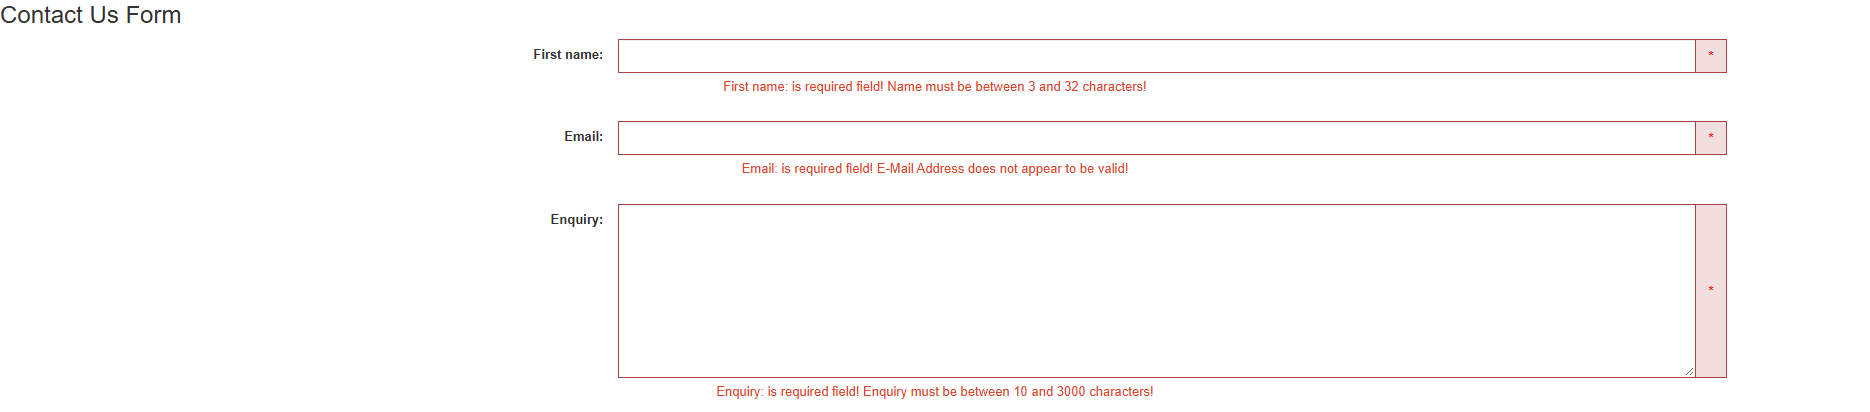 Contact Us Form
First name:
*
First name: is required field! Name must be between 3 and 32 characters!
Email:
*
Email: is required field! E-Mail Address does not appear to be valid!
Enquiry:
*
Enquiry: is required field! Enquiry must be between 10 and 3000 characters!